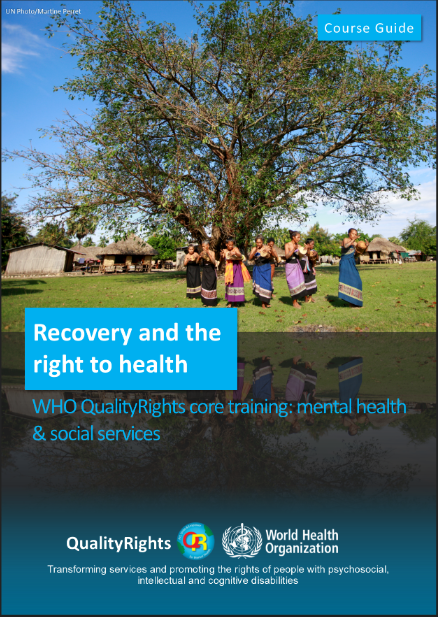 UN Photo/Martine Perret
Course Guide
Recovery and the
right to health
WHO QualityRights core training: mental health
& social services
QualityRights
QR
World Health
Organization
Transforming services and promoting the rights of people with psychosocial,
intellectual and cognitive disabilities